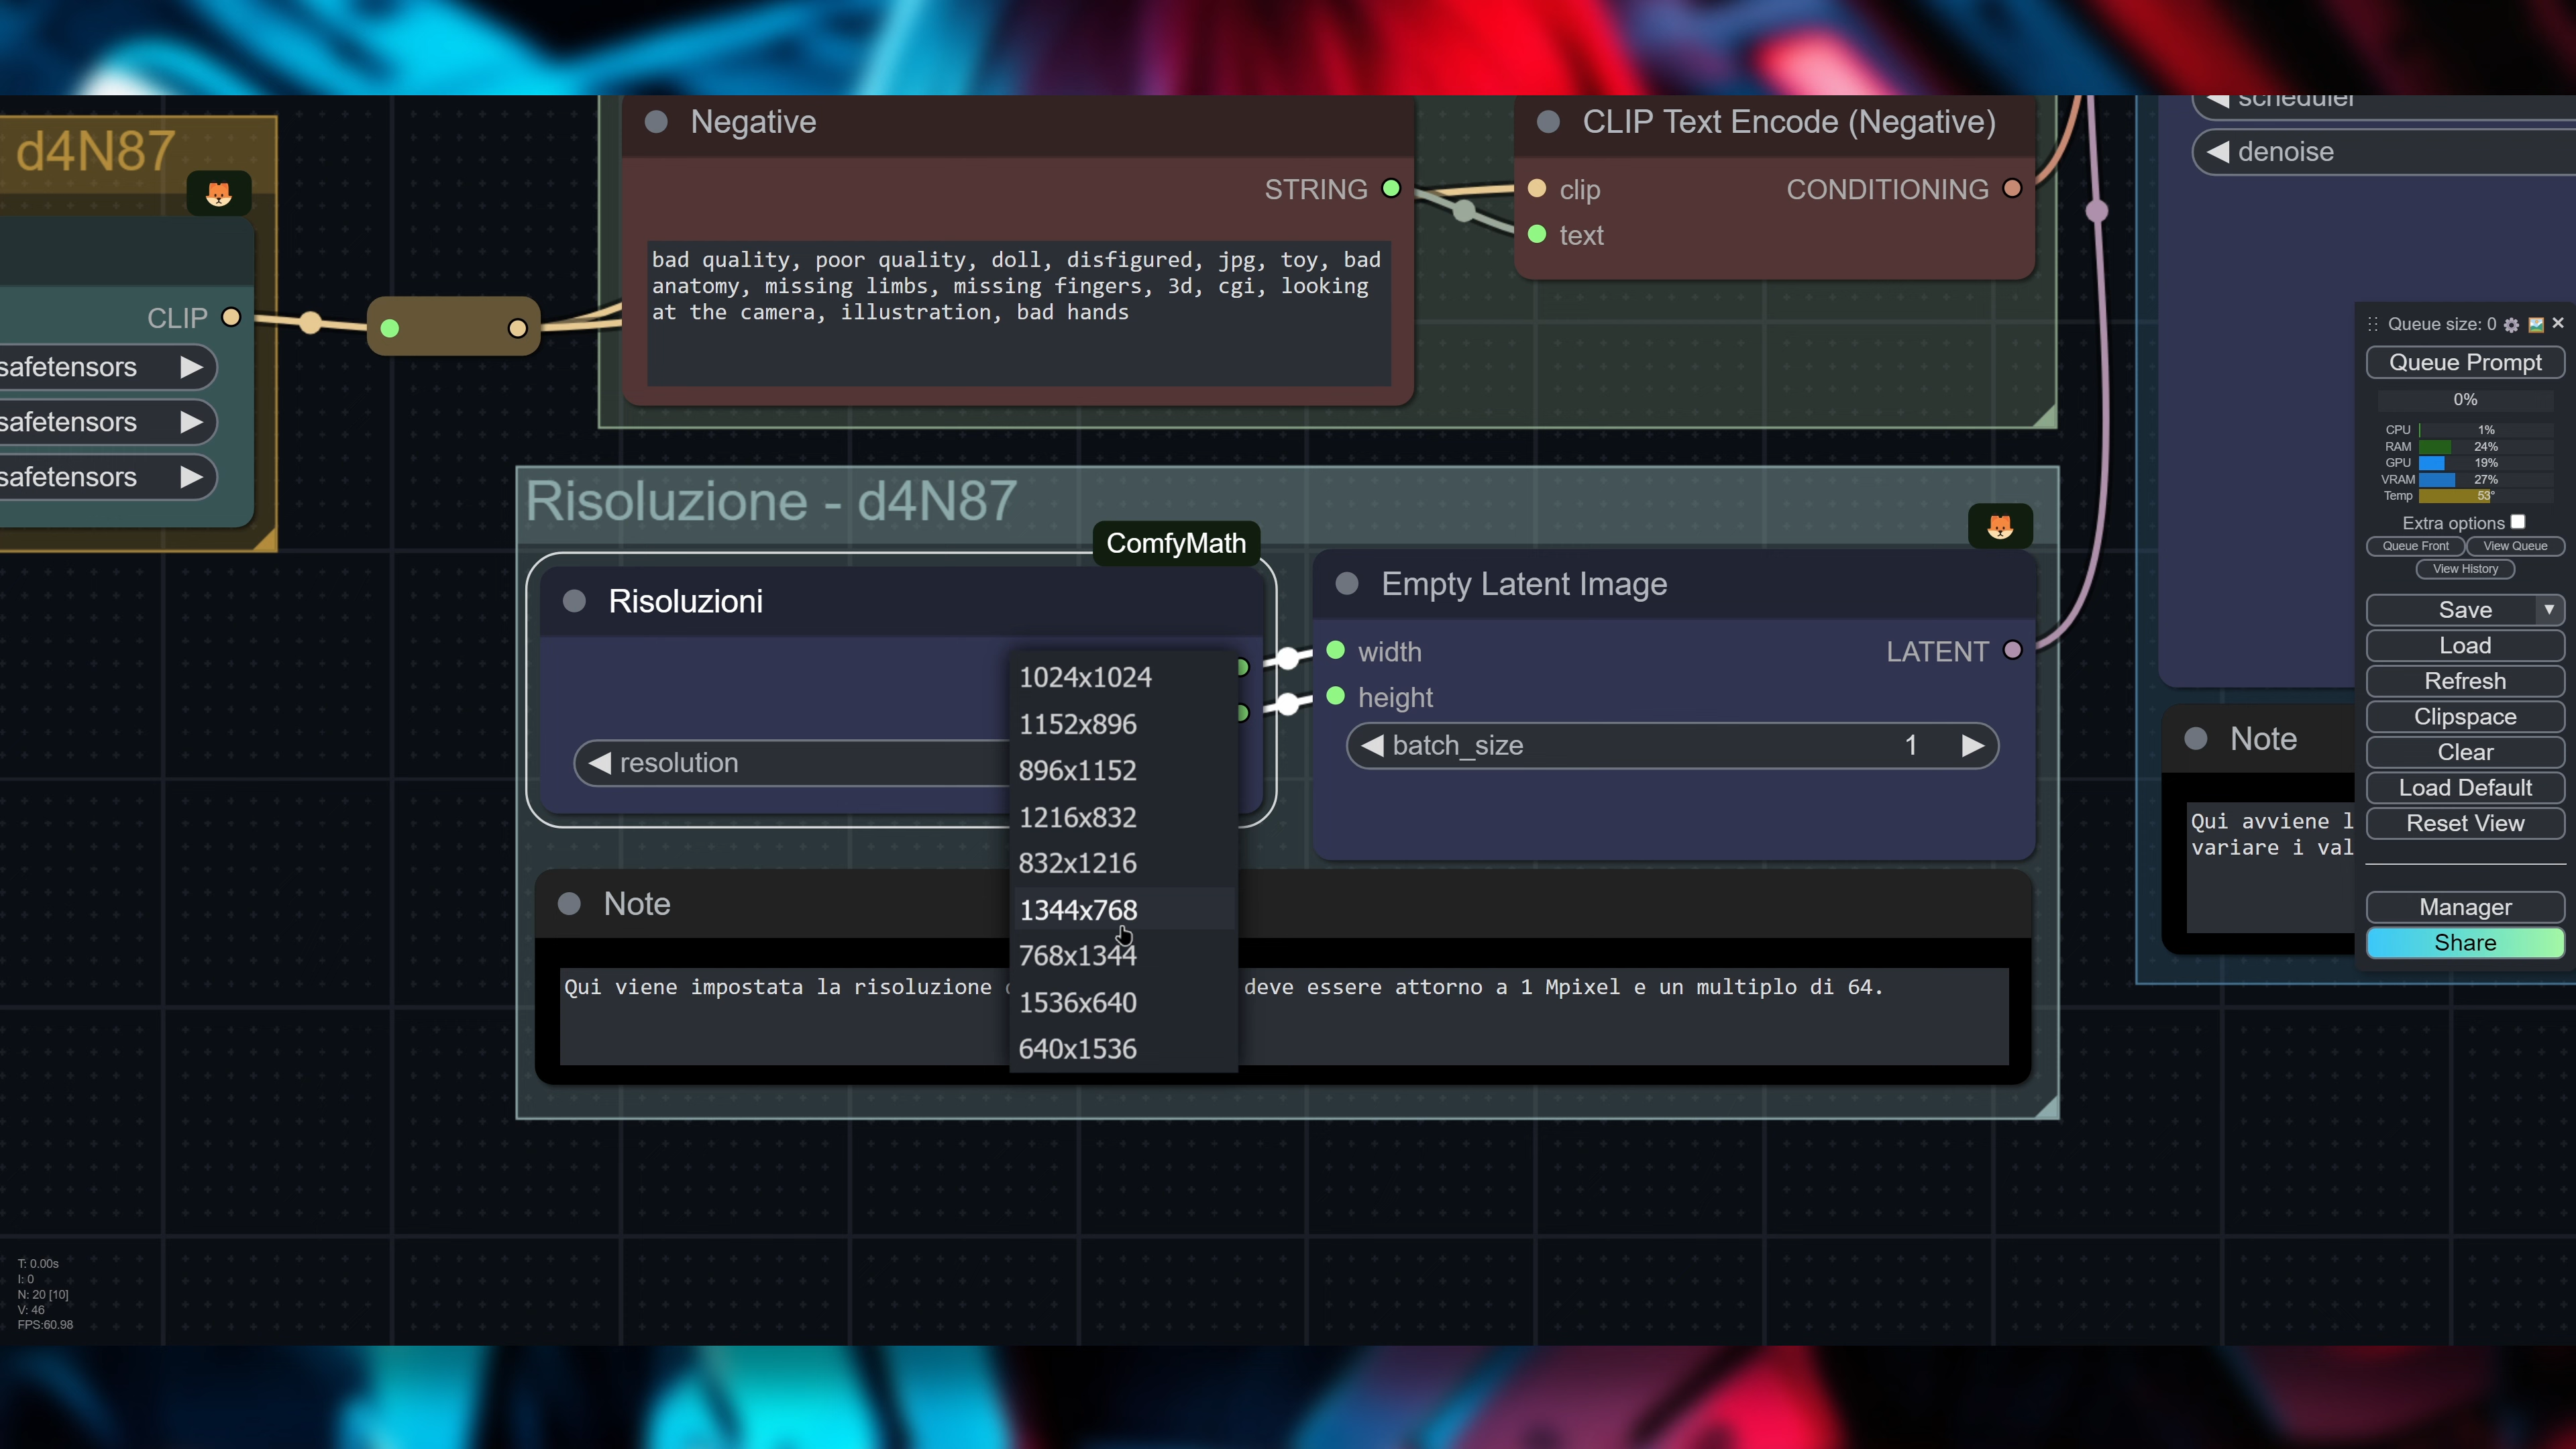 d4N87
CLIP
safetensors
safetensors
safetensors
Negative
STRING
bad quality, poor quality, doll, disfigured, jpg, toy, bad
anatomy, missing limbs, missing fingers, 3d, cgi, looking
at the camera, illustration, bad hands
CLIP Text Encode (Negative)
clip
CONDITIONING
text
scheduler
denoise
Risoluzione - d4N87
ComfyMath
Risoluzioni
resolution
1024x1024
1152x896
896x1152
1216x832
832x1216
1344x768
768x1344
1536x640
640x1536
Empty Latent Image
width
LATENT
height
batch_size 1
Note
Qui viene impostata la risoluzione deve essere attorno a 1 Mpixel e un multiplo di 64.
Note
Qui avviene
variare i
Queue size: 0
Queue Prompt
0%
CPU 1%
RAM 24%
GPU 19%
VRAM 27%
Temp 53°
Extra options
Queue Front View Queue
View History
Save ▼
Load
Refresh
Clipspace
Clear
Load Default
Reset View
Manager
Share
T: 0.00s
I: 0
N: 20 [10]
V: 46
FPS:60.98